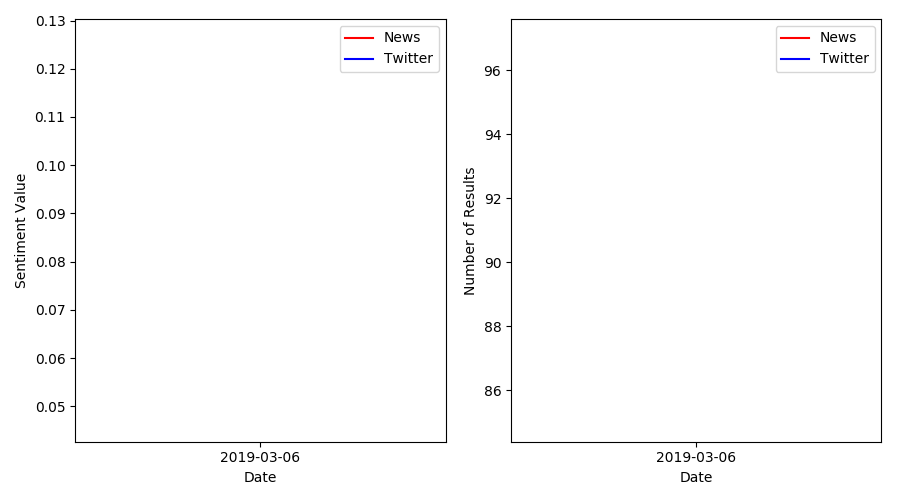 0.13
0.12
0.11
0.10
0.09
0.08
0.07
0.06
0.05
Sentiment Value
News
Twitter
2019-03-06
Date
96
94
92
90
88
86
Number of Results
News
Twitter
2019-03-06
Date